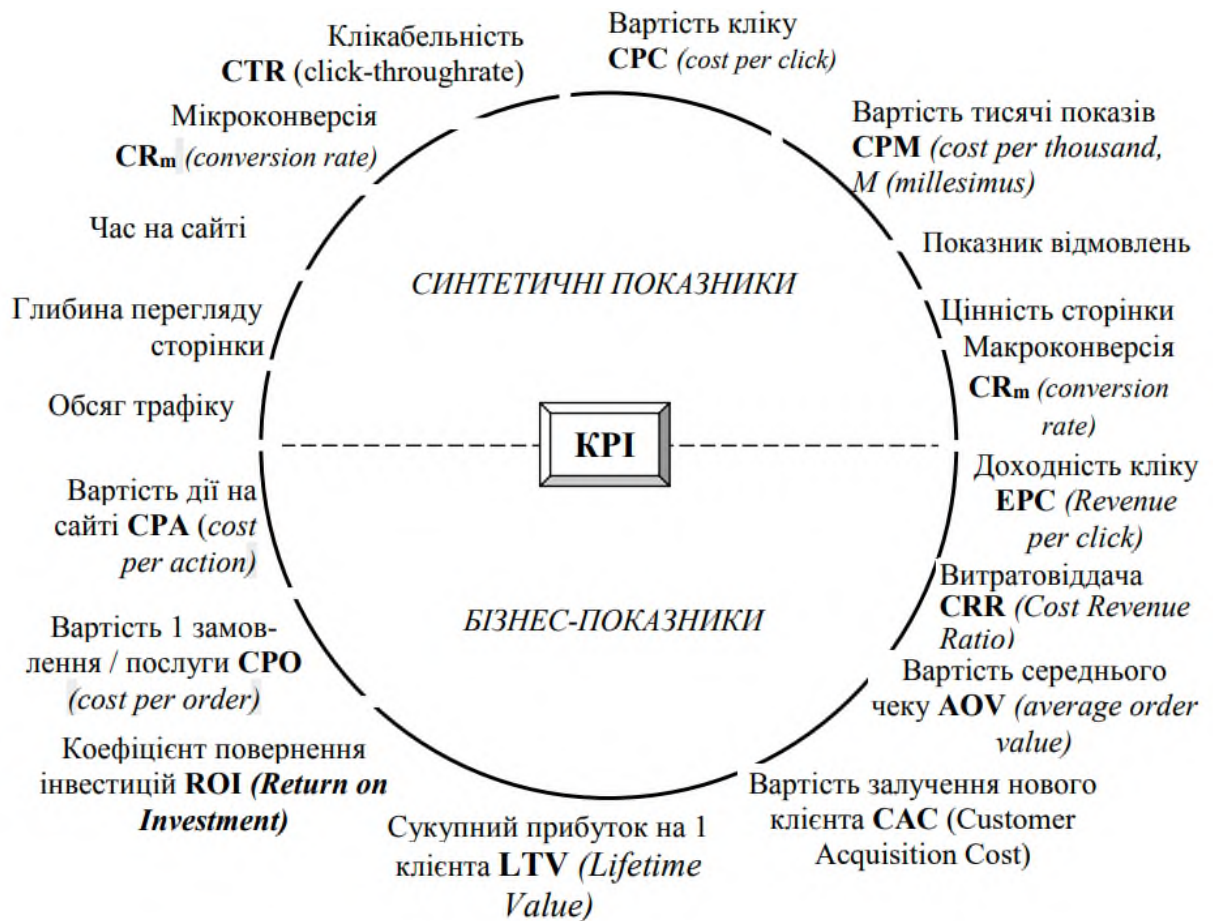 Клікабельність
CTR (click-throughrate)
Вартість кліку
CPC (cost per click)
Мікроконверсія
CRm (conversion rate)
Вартість тисячі показів
CPM (cost per thousand,
M (millesimus)
Час на сайті
Показник відмовлень
СИНТЕТИЧНІ ПОКАЗНИКИ
Глибина перегляду
сторінки
Цінність сторінки
Макроконверсія
CRm (conversion
rate)
Обсяг трафіку
KPI
Вартість дії на
сайті CPA (cost
per action)
Доходність кліку
EPC (Revenue
per click)
Витратовіддача
CRR (Cost Revenue
Ratio)
БІЗНЕС-ПОКАЗНИКИ
Вартість 1 замов-
лення / послуги CPO
(cost per order)
Вартість середнього
чеку AOV (average order
value)
Коефіцієнт повернення
інвестицій ROI (Return on
Investment)
Вартість залучення нового
клієнта CAC (Customer
Acquisition Cost)
Сукупний прибуток на 1
клієнта LTV (Lifetime
Value)